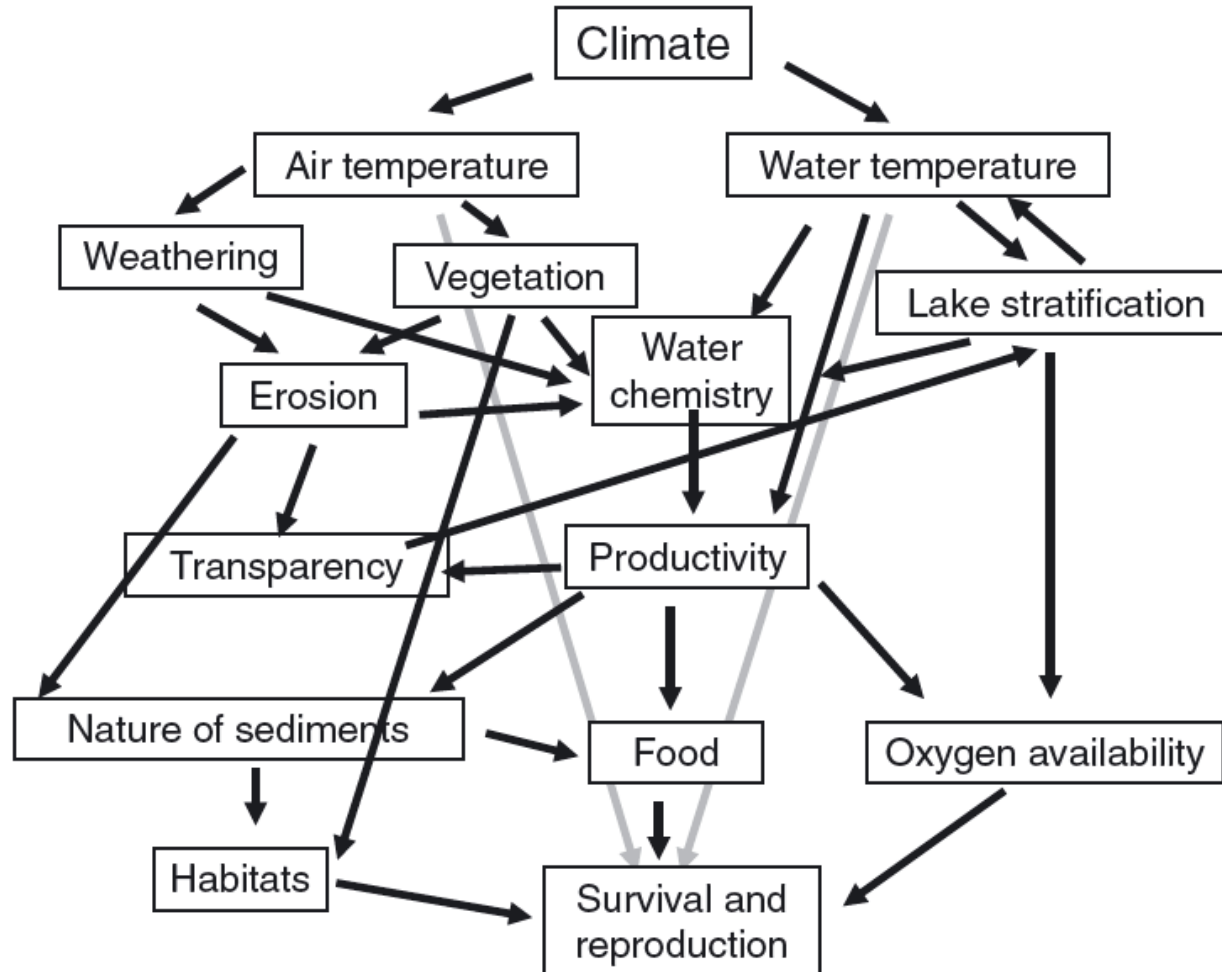 Climate
Air temperature
Water temperature
Weathering
Vegetation
Lake stratification
Water
chemistry
Erosion
Transparency
Productivity
Nature of sediments
Food
Oxygen availability
Habitats
Survival and
reproduction